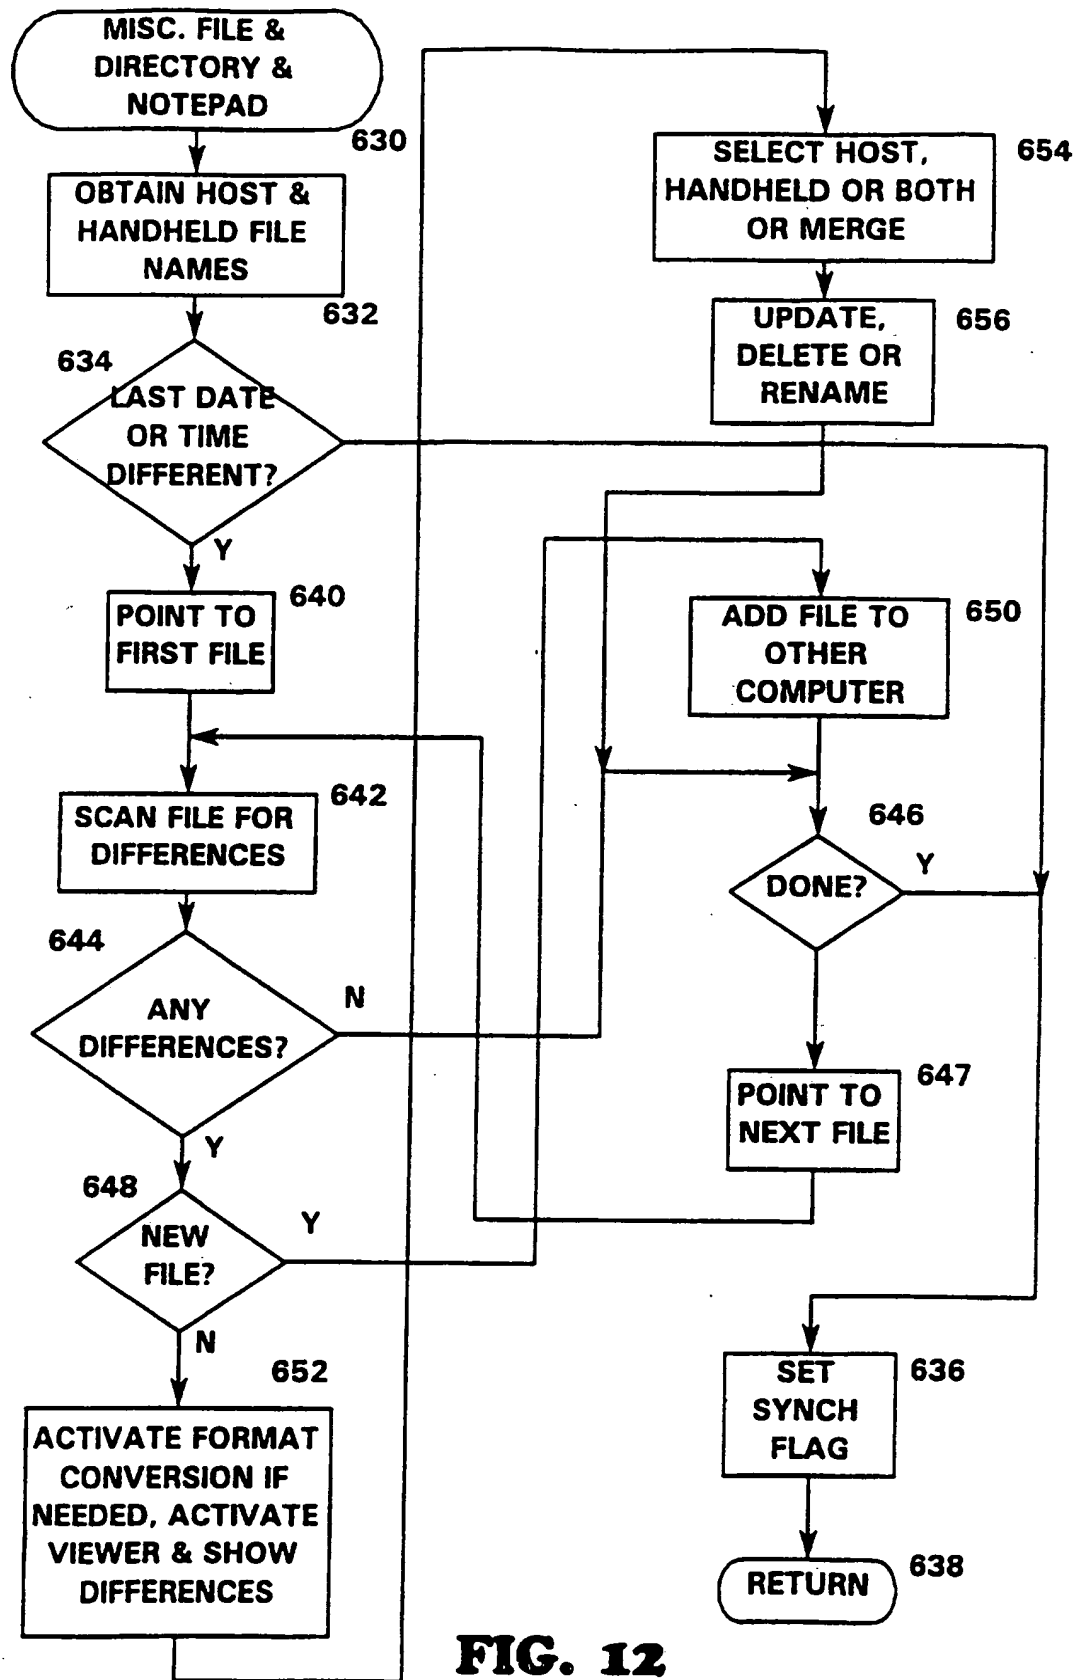 MISC. FILE &
DIRECTORY &
NOTEPAD
630
OBTAIN HOST &
HANDHELD FILE
NAMES
632
634
LAST DATE
OR TIME
DIFFERENT?
Y
640
POINT TO
FIRST FILE
642
SCAN FILE FOR
DIFFERENCES
644
ANY
DIFFERENCES?
N
Y
648
NEW
FILE?
Y
N
652
ACTIVATE FORMAT
CONVERSION IF
NEEDED, ACTIVATE
VIEWER & SHOW
DIFFERENCES
654
SELECT HOST,
HANDHELD OR BOTH
OR MERGE
656
UPDATE,
DELETE OR
RENAME
650
ADD FILE TO
OTHER
COMPUTER
646
DONE?
Y
647
POINT TO
NEXT FILE
636
SET
SYNCH
FLAG
638
RETURN
FIG. 12